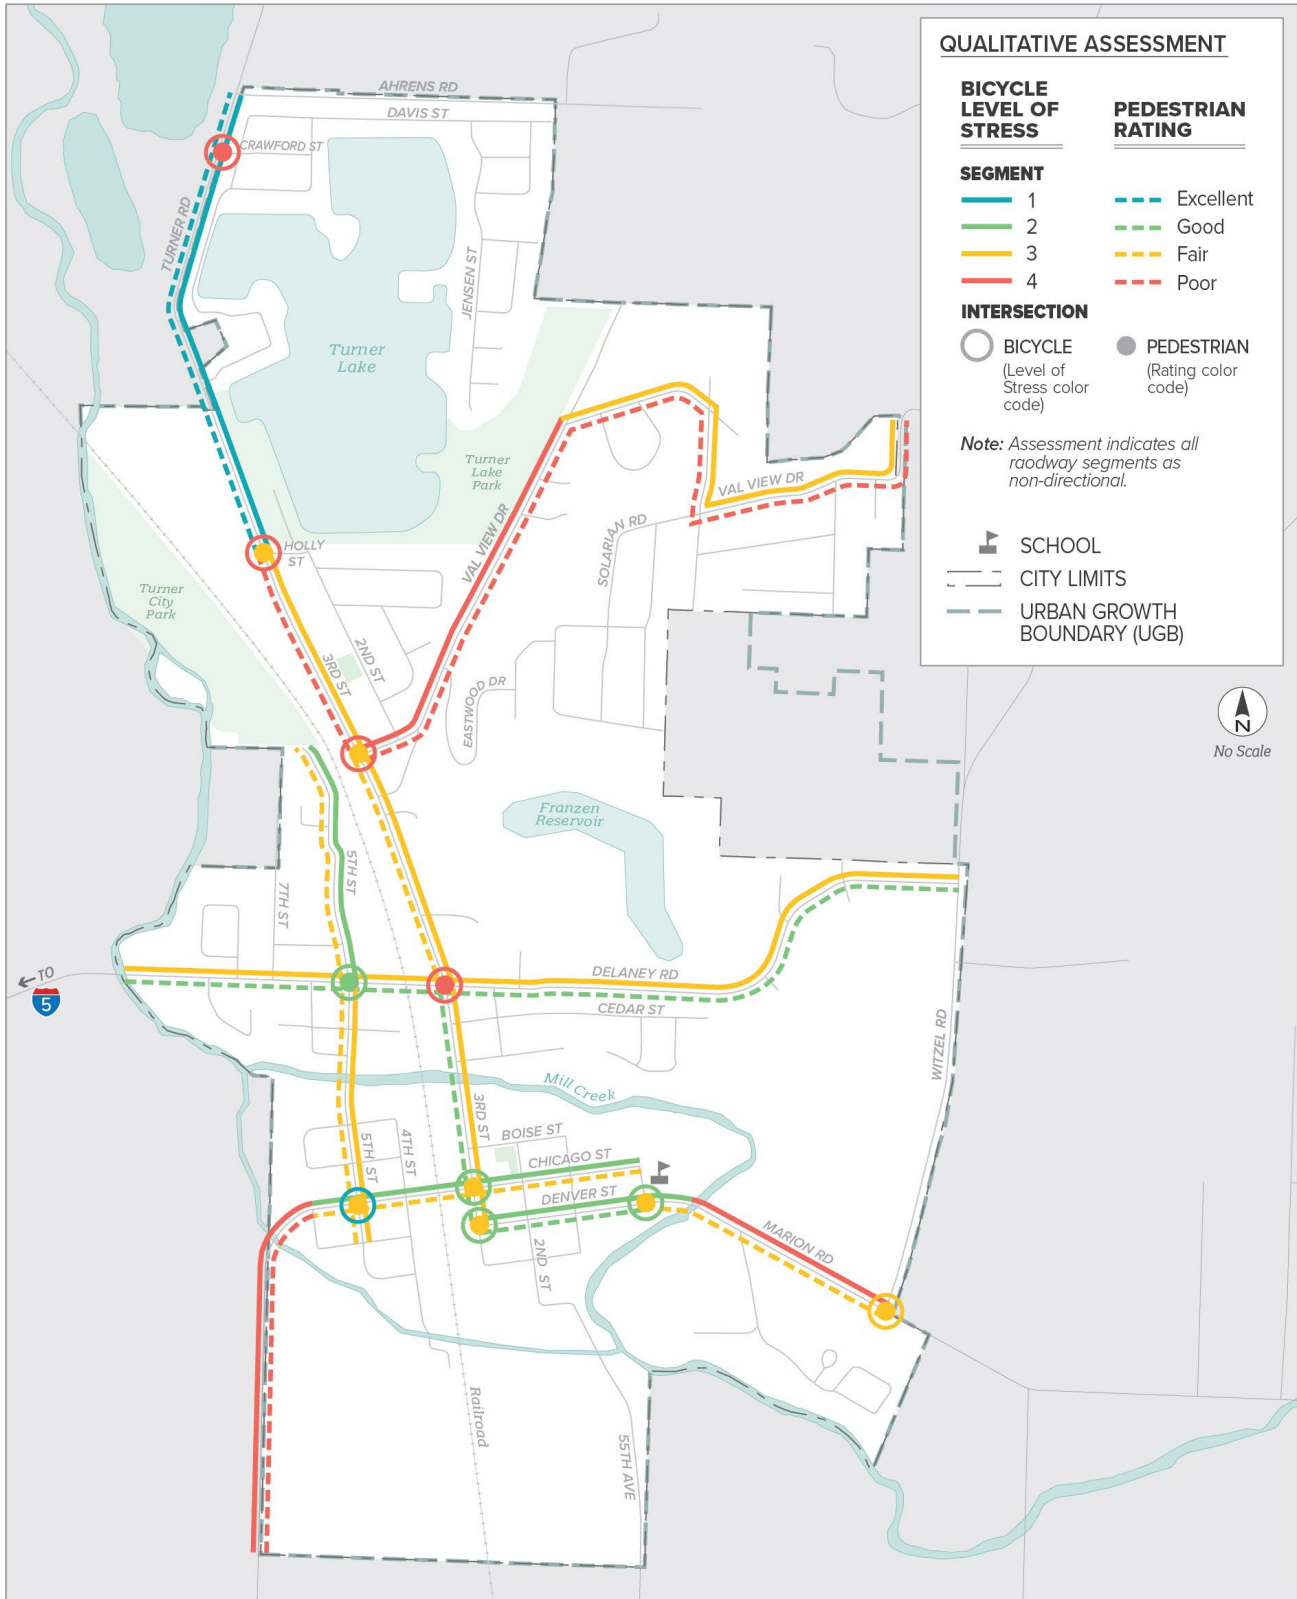 QUALITATIVE ASSESSMENT
BICYCLE
LEVEL OF
STRESS
PEDESTRIAN
RATING
SEGMENT
1
Excellent
2
Good
3
Fair
4
Poor
INTERSECTION
BICYCLE
(Level of
Stress color
code)
PEDESTRIAN
(Rating color
code)
Note: Assessment indicates all
raodway segments as
non-directional.
SCHOOL
CITY LIMITS
URBAN GROWTH
BOUNDARY (UGB)
N
No Scale
AHRENS RD
DAVIS ST
CRAWFORD ST
TURNER RD
JENSEN ST
Turner
Lake
Turner
Lake
Park
VAL VIEW DR
VAL VIEW DR
SOLARIAN RD
HOLLY
ST
Turner
City
Park
2ND ST
3RD ST
EASTWOOD DR
Franzen
Reservoir
5TH ST
7TH ST
TO
5
DELANEY RD
CEDAR ST
WITZEL RD
Mill Creek
3RD ST
BOISE ST
CHICAGO ST
5TH ST
4TH ST
DENVER ST
MARION RD
2ND ST
Railroad
55TH AVE